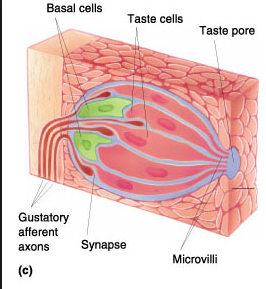 Basal cells
Taste cells
Taste pore
Gustatory
afferent
axons
Synapse
Microvilli
(c)